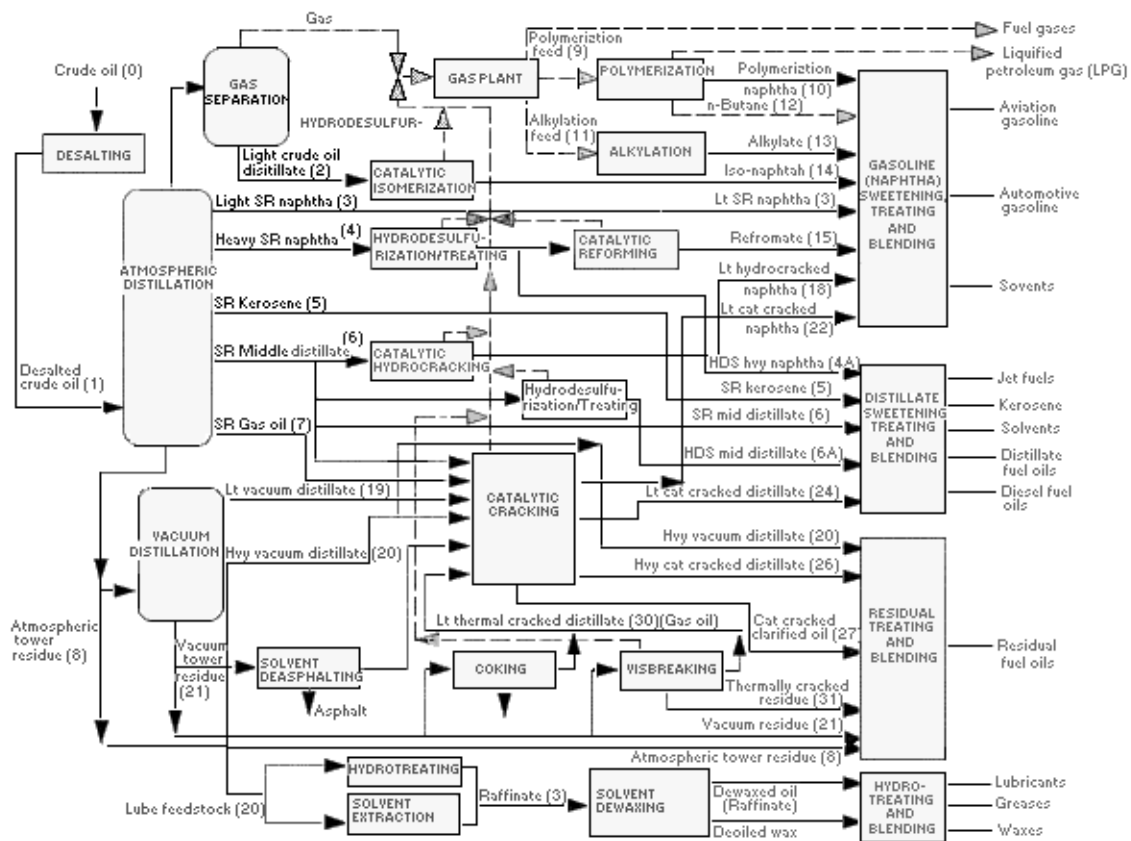 Gas
Fuel gases
Liquified
petroleum gas (LPG)
Crude oil (0)
GAS
SEPARATION
Polymeriztion
feed (9)
GAS PLANT
POLYMERIZATION
Polymeriztion
naphtha (10)
n-Butane (12)
Aviation
gasoline
DESALTING
HYDRODESULFUR-
Alkylation
feed (11)
ALKYLATION
Alkylate (13)
Light crude oil
disitillate (2)
CATALYTIC
ISOMERIZATION
Iso-naphtah (14)
GASOLINE
(NAPHTHA)
SWEETENING,
TREATING
AND
BLENDING
Automotive
gasoline
Light SR naphtha (3)
Lt SR naphtha (3)
Heavy SR naphtha (4)
HYDRODESULFU-
RIZATION/TREATING
CATALYTIC
REFORMING
Refromate (15)
ATMOSPHERIC
DISTILLATION
Lt hydrocracked
naphtha (18)
Sovents
SR Kerosene (5)
Lt cat cracked
naphtha (22)
SR Middle distillate (6)
CATALYTIC
HYDROCRACKING
HDS hvy naphtha (4A)
Desalted
crude oil (1)
Hydrodesulfu-
rization/Treating
SR kerosene (5)
SR mid distillate (6)
DISTILLATE
SWEETENING
TREATING
AND
BLENDING
Jet fuels
Kerosene
Solvents
Distillate
fuel oils
Diesel fuel
oils
SR Gas oil (7)
HDS mid distillate (6A)
Lt vacuum distillate (19)
CATALYTIC
CRACKING
Lt cat cracked distillate (24)
VACUUM
DISTILLATION
Hvy vacuum distillate (20)
Hvy vacuum distillate (20)
Hvy cat cracked distillate (26)
Atmospheric
tower
residue (8)
Lt thermal cracked distillate (30)(Gas oil)
Cat cracked
clarified oil (27)
RESIDUAL
TREATING
AND
BLENDING
Residual
fuel oils
Vacuum
tower
residue
(21)
SOLVENT
DEASPHALTING
COKING
VISBREAKING
Asphalt
Thermally cracked
residue (31)
Vacuum residue (21)
Atmospheric tower residue (8)
HYDROTREATING
Lube feedstock (20)
SOLVENT
EXTRACTION
Raffinate (3)
SOLVENT
DEWAXING
Dewaxed oil
(Raffinate)
Deoiled wax
HYDRO-
TREATING
AND
BLENDING
Lubricants
Greases
Waxes